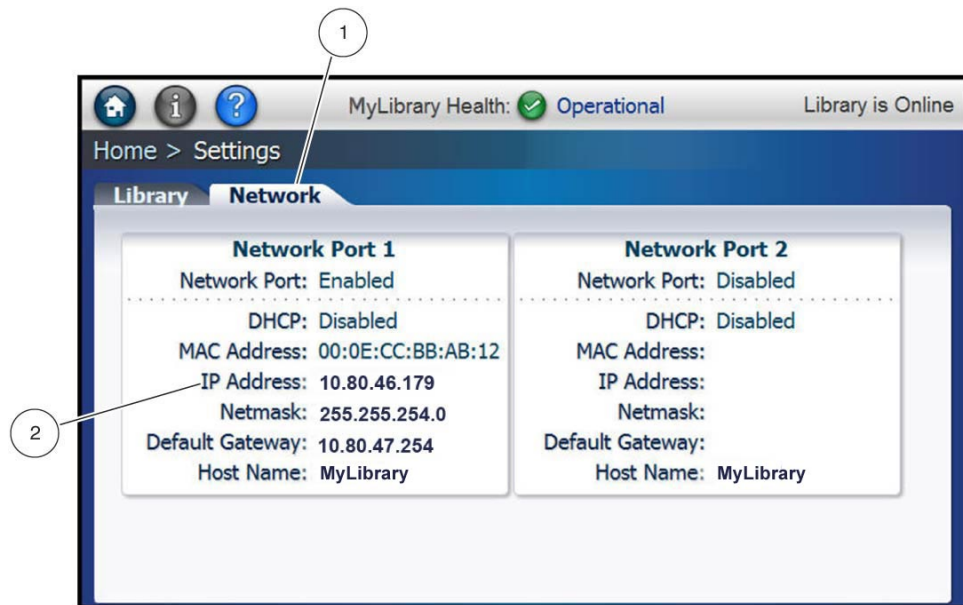 1
MyLibrary Health: Operational Library is Online
Home > Settings
Library Network
Network Port 1
Network Port: Enabled
DHCP: Disabled
MAC Address: 00:0E:CC:BB:AB:12
IP Address: 10.80.46.179
Netmask: 255.255.254.0
Default Gateway: 10.80.47.254
Host Name: MyLibrary
Network Port 2
Network Port: Disabled
DHCP: Disabled
MAC Address:
IP Address:
Netmask:
Default Gateway:
Host Name: MyLibrary
2